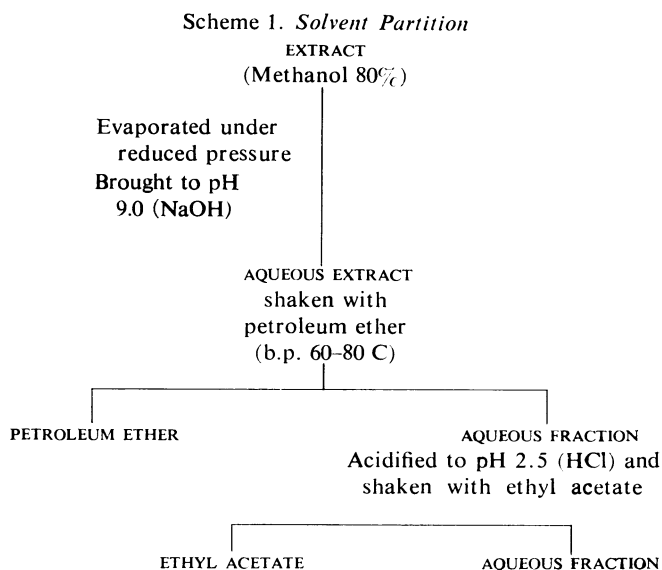 Scheme 1. Solvent Partition
EXTRACT
(Methanol 80%)
Evaporated under
reduced pressure
Brought to pH
9.0 (NaOH)
AQUEOUS EXTRACT
shaken with
petroleum ether
(b.p. 60–80 C)
PETROLEUM ETHER
AQUEOUS FRACTION
Acidified to pH 2.5 (HCl) and
shaken with ethyl acetate
ETHYL ACETATE
AQUEOUS FRACTION